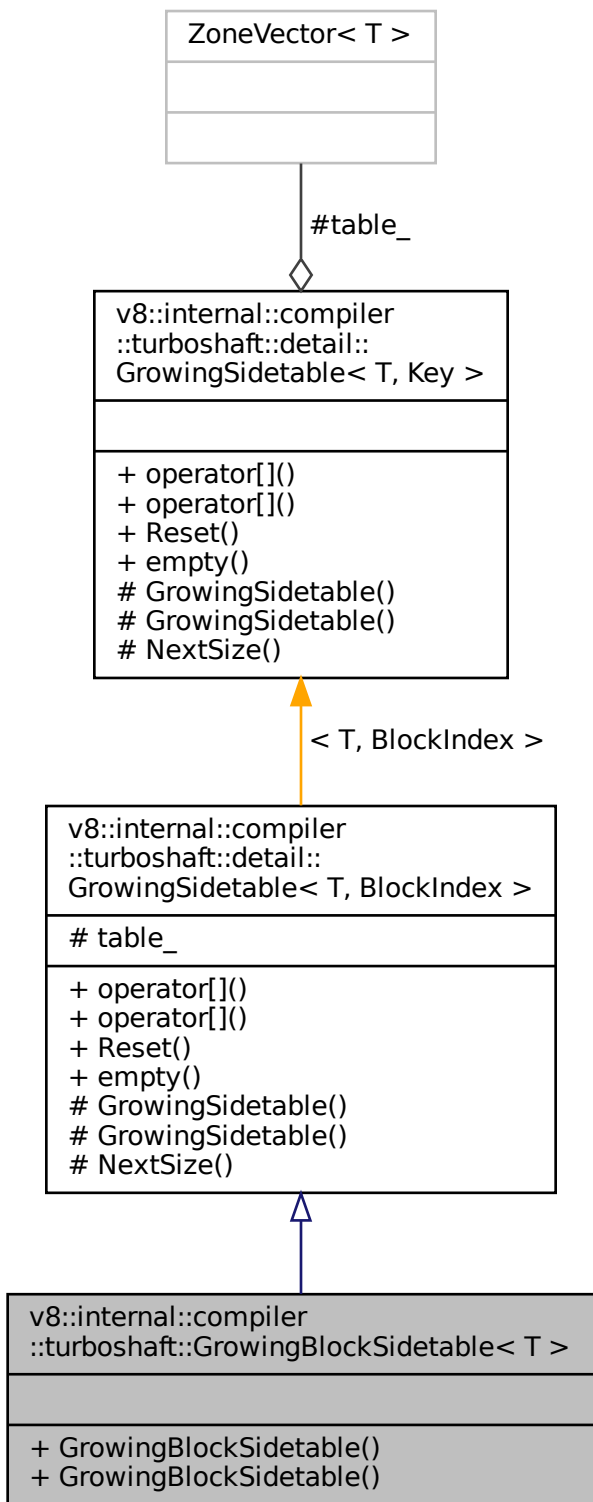 ZoneVector< T >
#table_
v8::internal::compiler
::turboshaft::detail::
GrowingSidetable< T, Key >
+ operator[]()
+ operator[]()
+ Reset()
+ empty()
# GrowingSidetable()
# GrowingSidetable()
# NextSize()
< T, BlockIndex >
v8::internal::compiler
::turboshaft::detail::
GrowingSidetable< T, BlockIndex >
# table_
+ operator[]()
+ operator[]()
+ Reset()
+ empty()
# GrowingSidetable()
# GrowingSidetable()
# NextSize()
v8::internal::compiler
::turboshaft::GrowingBlockSidetable< T >
+ GrowingBlockSidetable()
+ GrowingBlockSidetable()